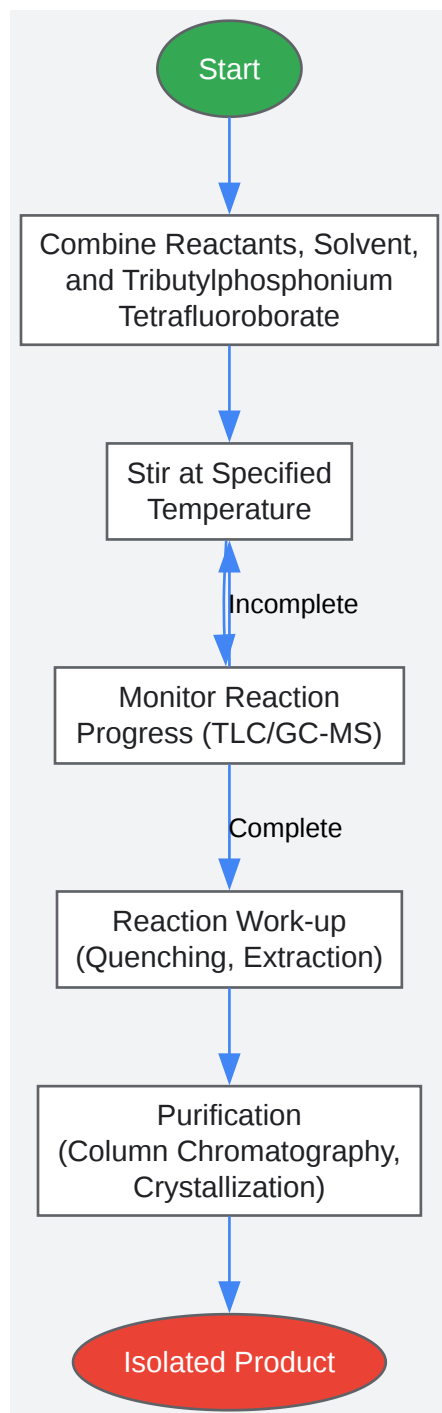 Start
Combine Reactants, Solvent,
and Tributylphosphonium
Tetrafluoroborate
Stir at Specified
Temperature
Incomplete
Monitor Reaction
Progress (TLC/GC-MS)
Complete
Reaction Work-up
(Quenching, Extraction)
Purification
(Column Chromatography,
Crystallization)
Isolated Product